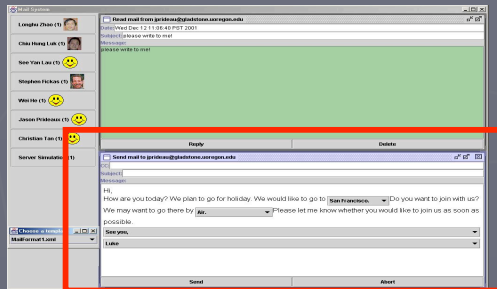 Mail System
Longhu Zhao (1)
Chiu Hung Luk (1)
See Yan Lau (1)
Stephen Fickas (1)
Wei He (1)
Jason Prideaux (1)
Christian Tan (1)
Server Simulation (1)
Choose a template
MailFormat1.xml
Read mail from jprideau@gladstone.uoregon.edu
Date: Wed Dec 12 11:06:40 PST 2001
Subject: please write to me!
Message:
please write to me!
Reply Delete
Send mail to jprideau@gladstone.uoregon.edu
CC:
Subject:
Message:
Hi,
How are you today? We plan to go for holiday. We would like to go to San Francisco. Do you want to join with us?
We may want to go there by Air. Please let me know whether you would like to join us as soon as
possible.
See you,
Luke
Send Abort